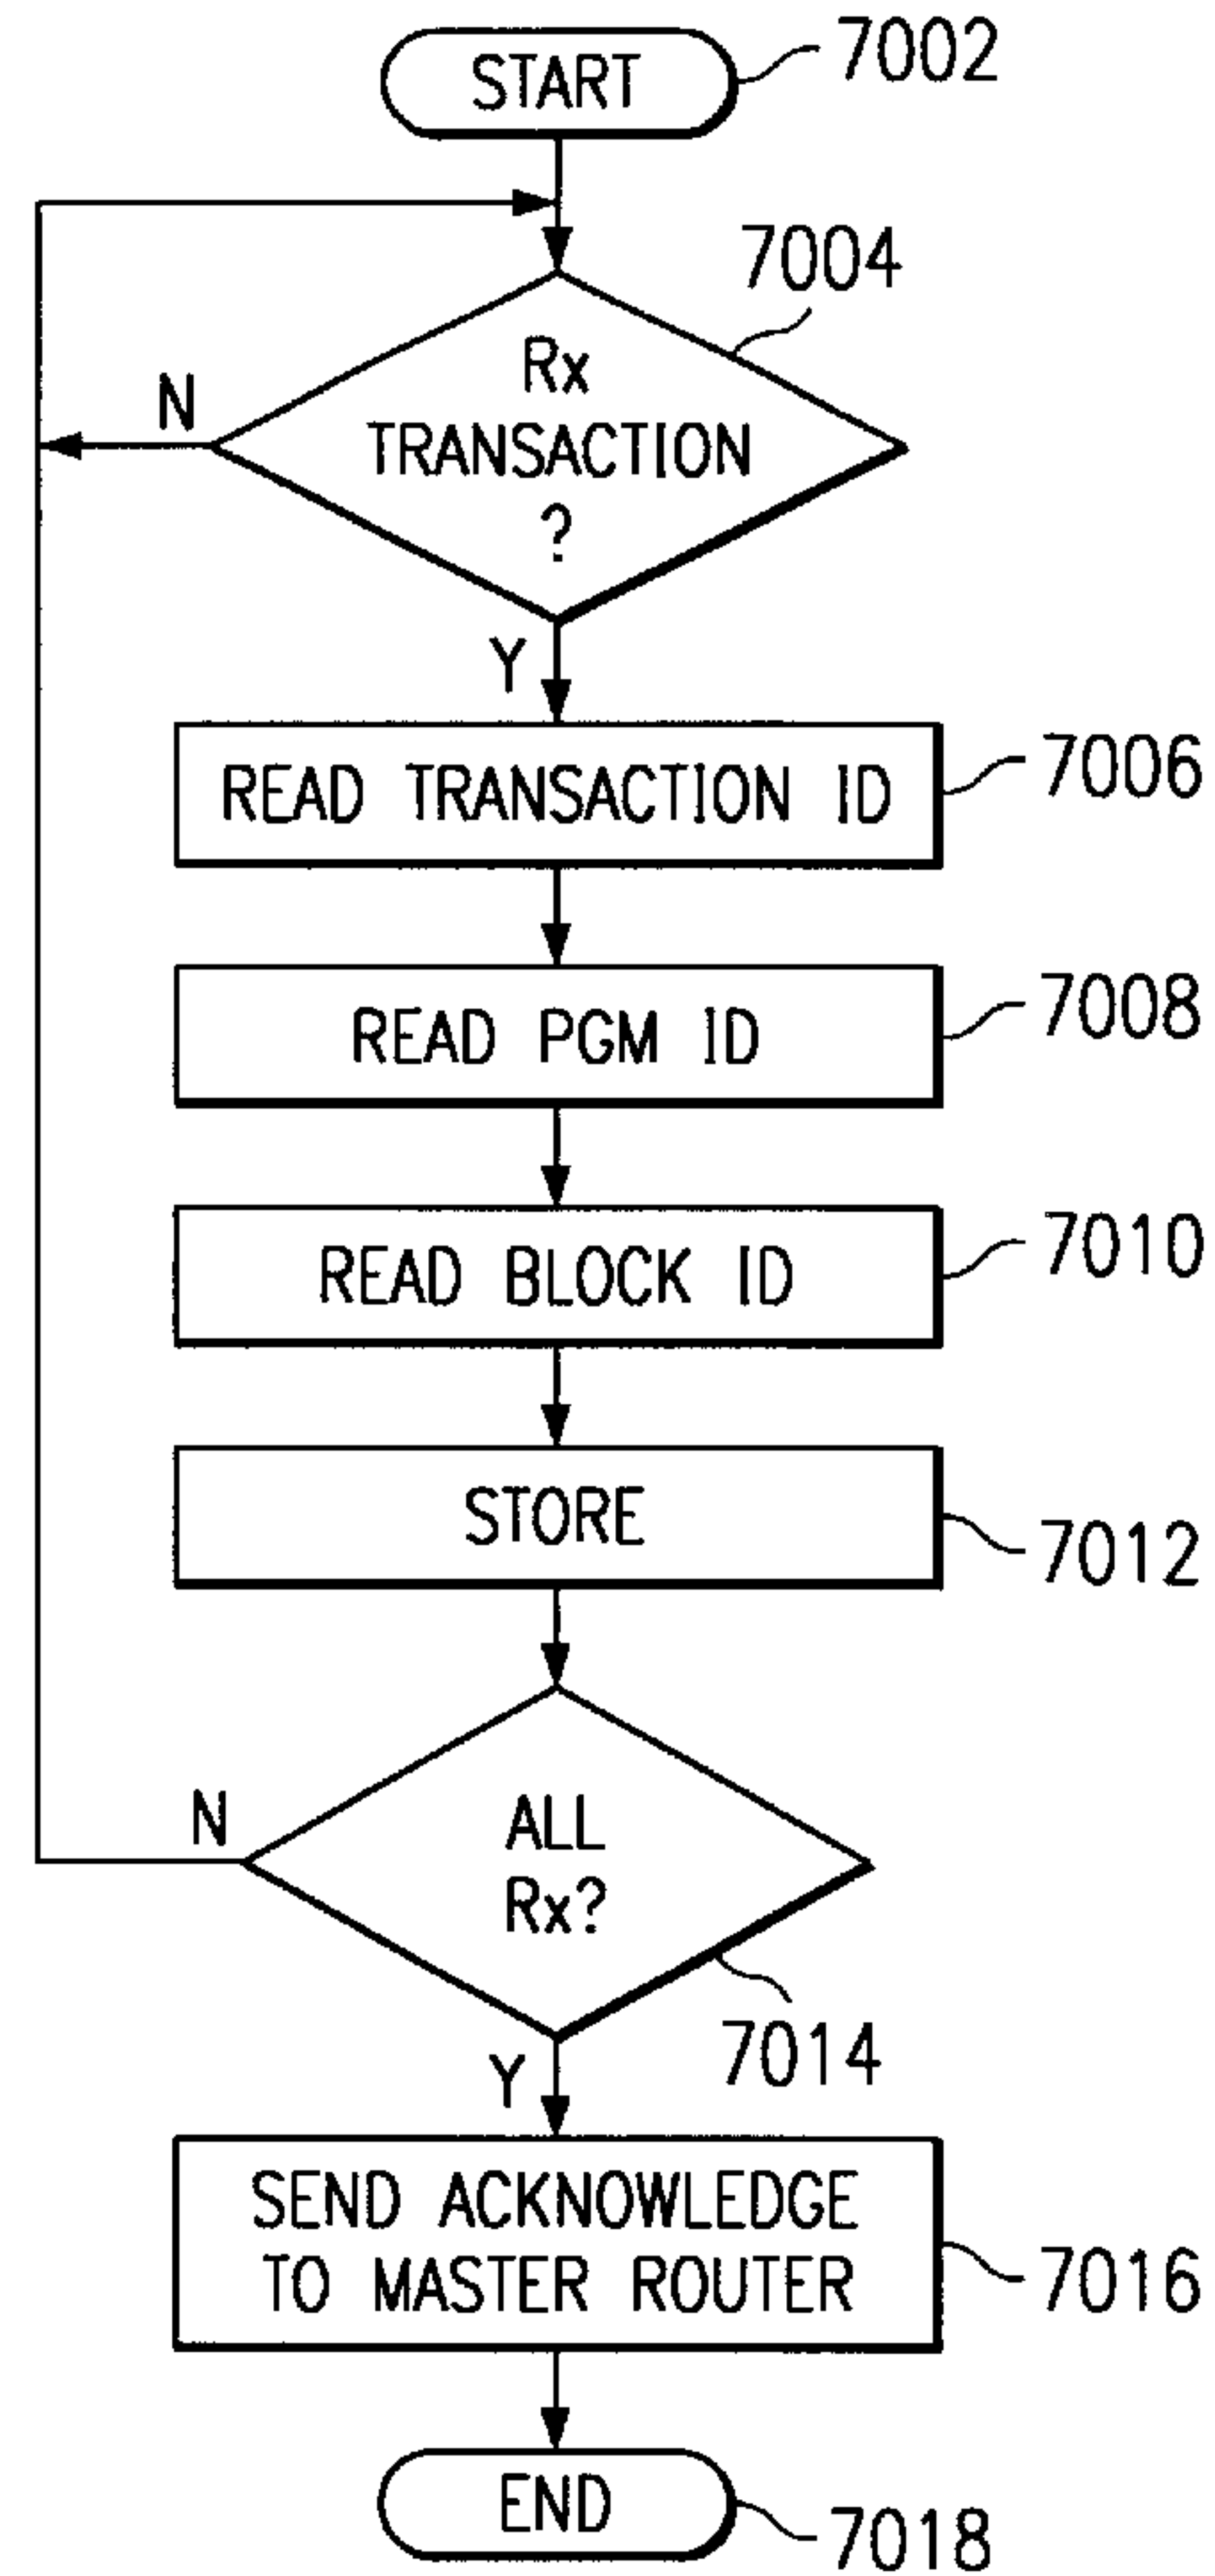 START
7002
7004
Rx
TRANSACTION
?
N
Y
READ TRANSACTION ID
7006
READ PGM ID
7008
READ BLOCK ID
7010
STORE
7012
ALL
Rx?
N
7014
Y
SEND ACKNOWLEDGE
TO MASTER ROUTER
7016
END
7018